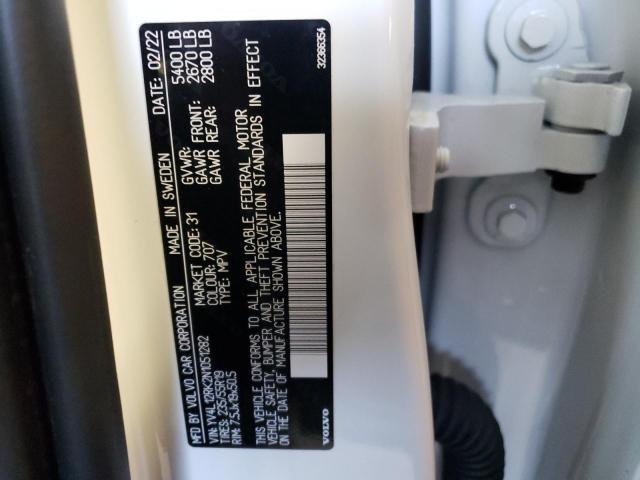 MFD BY VOLVO CAR CORPORATION MADE IN SWEDEN DATE: 02/22
VIN: YV4L12RK2N1051282 MARKET CODE: 31 GVWR: 5400 LB
TIRES: 235/55R19 COLOUR: 707 GAWR FRONT: 2670 LB
RIM: 7.5Jx19x50.5 TYPE: MPV GAWR REAR: 2800 LB
THIS VEHICLE CONFORMS TO ALL APPLICABLE FEDERAL MOTOR
VEHICLE SAFETY, BUMPER AND THEFT PREVENTION STANDARDS IN EFFECT
ON THE DATE OF MANUFACTURE SHOWN ABOVE.
VOLVO 32366354